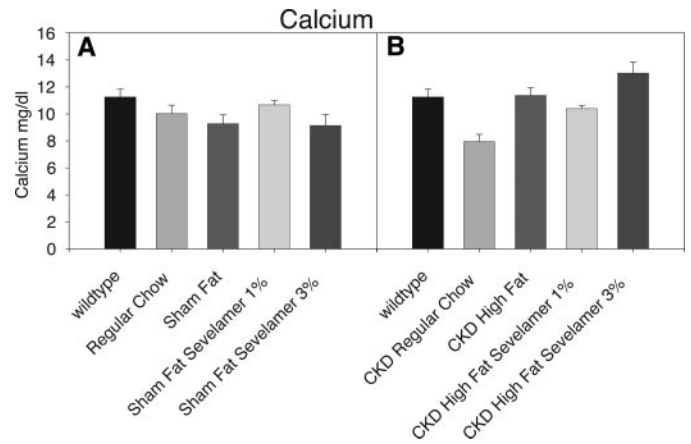 Calcium
A
B
Calcium mg/dl
16
14
12
10
8
6
4
2
0
wildtype
Regular Chow
Sham Fat
Sham Fat Sevelamer 1%
Sham Fat Sevelamer 3%
wildtype
CKD Regular Chow
CKD High Fat
CKD High Fat Sevelamer 1%
CKD High Fat Sevelamer 3%